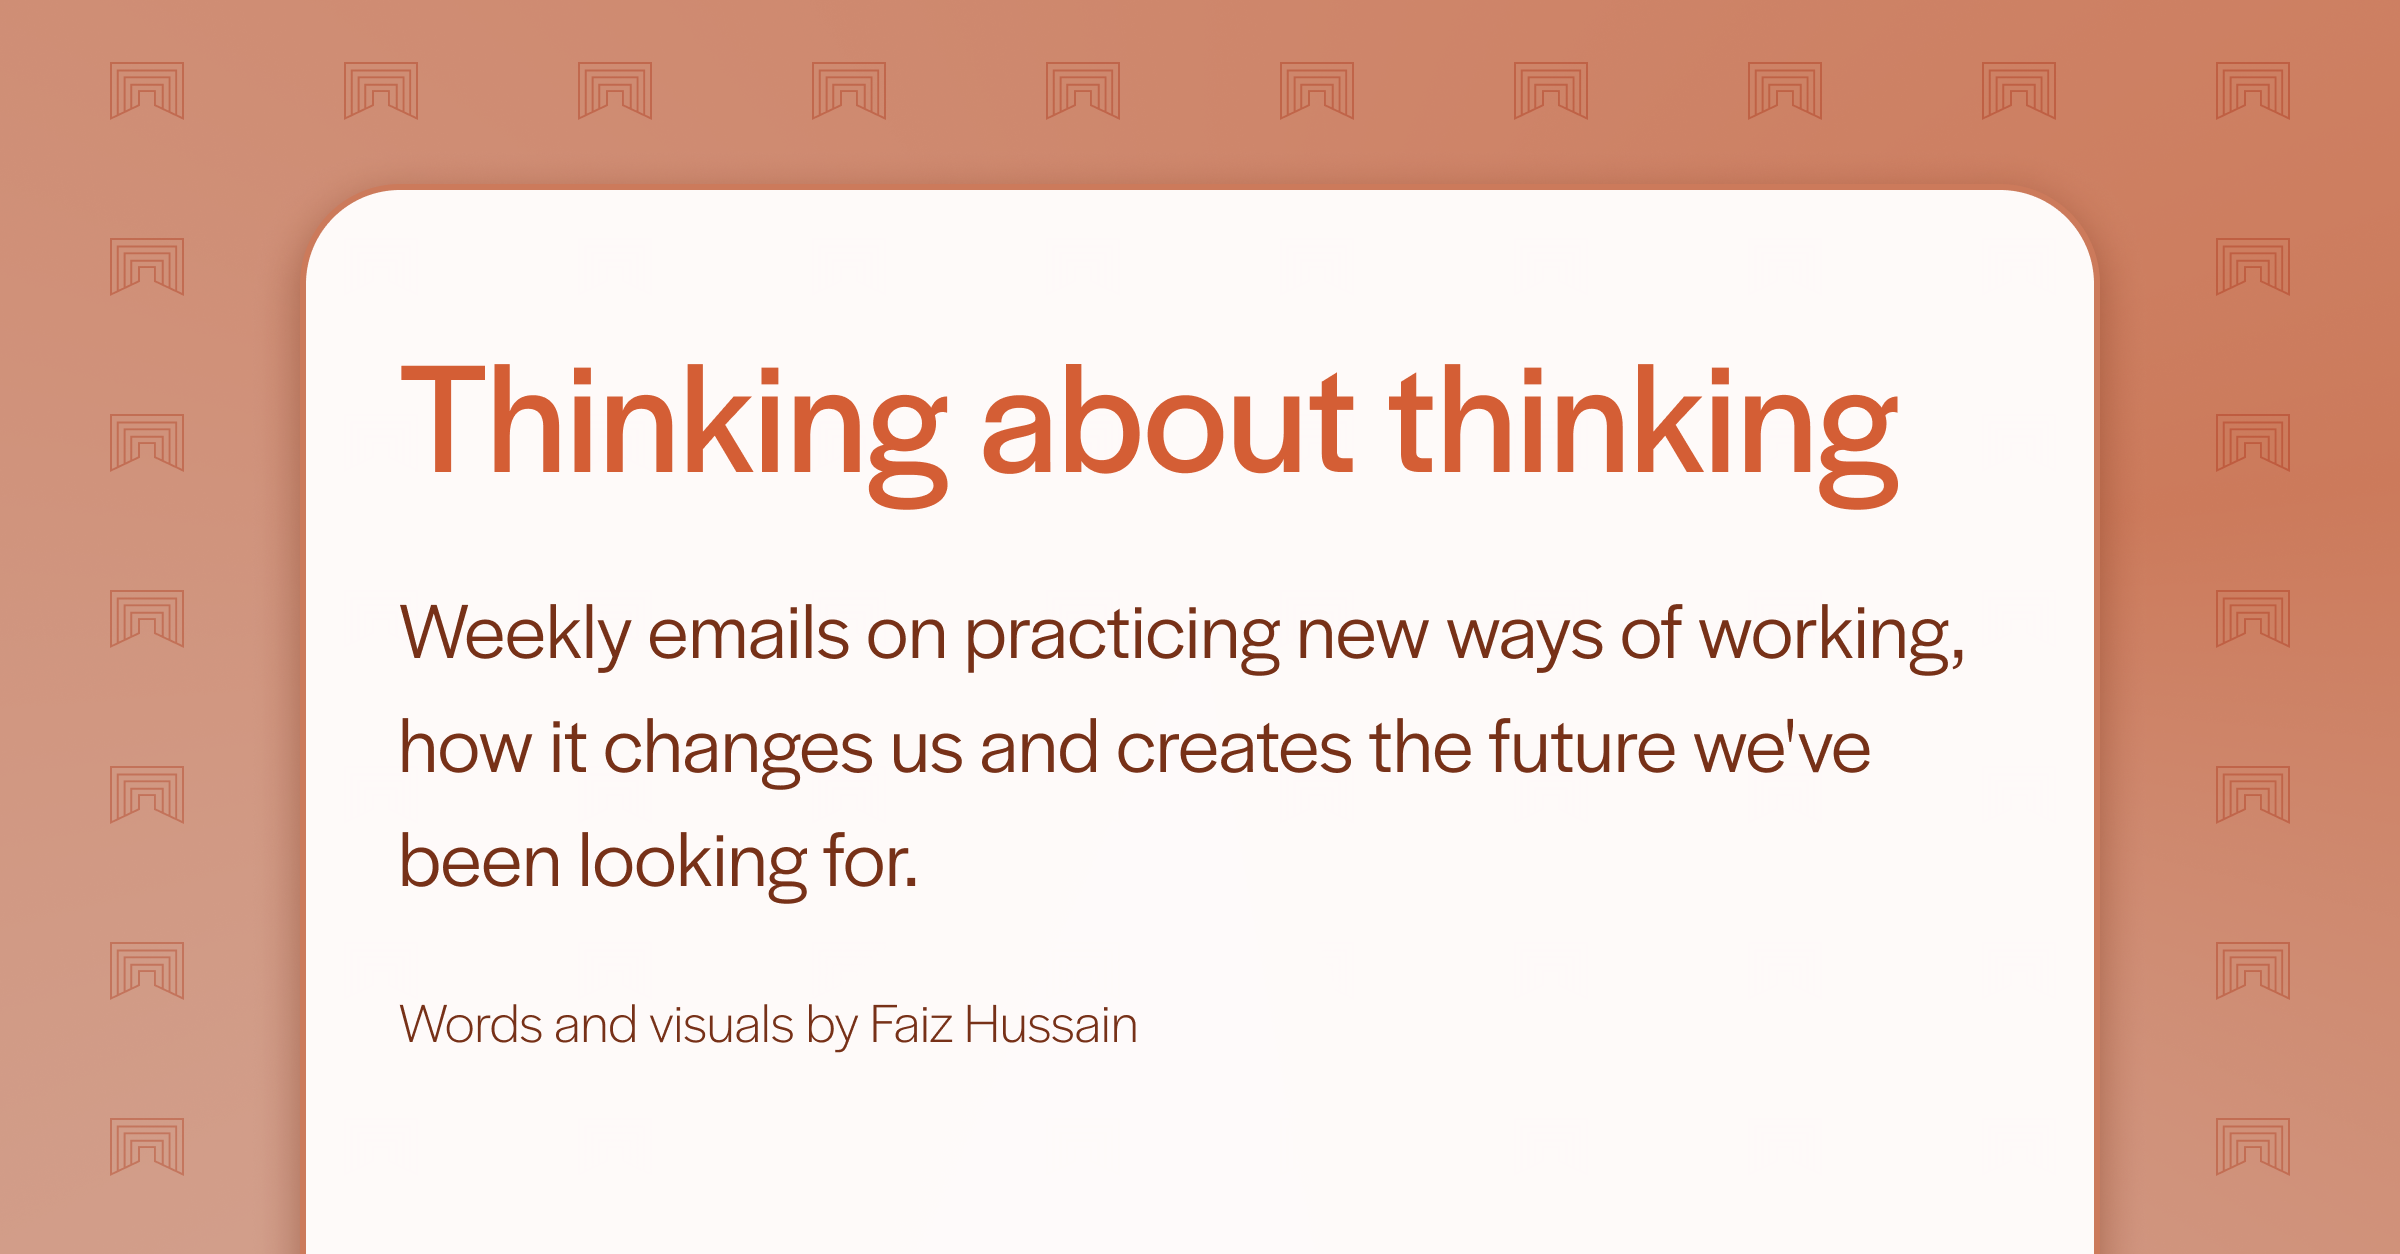 Thinking about thinking
Weekly emails on practicing new ways of working,
how it changes us and creates the future we've
been looking for.
Words and visuals by Faiz Hussain